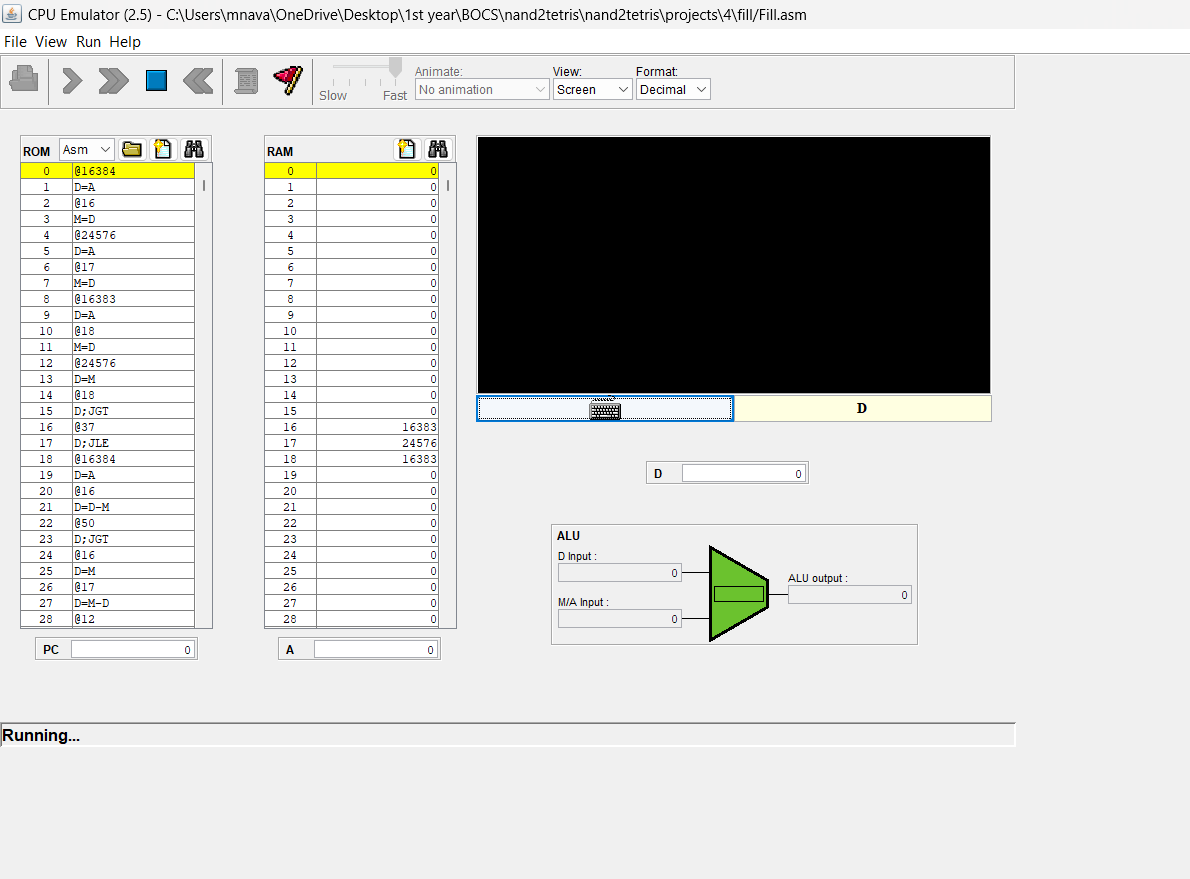 CPU Emulator (2.5) - C:\Users\mnava\OneDrive\Desktop\1st year\BOCS\nand2tetris\nand2tetris\projects\4\fill/Fill.asm
File View Run Help
Slow Fast
Animate:
No animation
View:
Screen
Format:
Decimal
ROM Asm
0 @16384
1 D=A
2 @16
3 M=D
4 @24576
5 D=A
6 @17
7 M=D
8 @16383
9 D=A
10 @18
11 M=D
12 @24576
13 D=M
14 @18
15 D;JGT
16 @37
17 D;JLE
18 @16384
19 D=A
20 @16
21 D=D-M
22 @50
23 D;JGT
24 @16
25 D=M
26 @17
27 D=M-D
28 @12
PC 0
RAM
0 0
1 0
2 0
3 0
4 0
5 0
6 0
7 0
8 0
9 0
10 0
11 0
12 0
13 0
14 0
15 0
16 16383
17 24576
18 16383
19 0
20 0
21 0
22 0
23 0
24 0
25 0
26 0
27 0
28 0
A 0
D
D 0
ALU
D Input :
0
M/A Input :
0
ALU output :
0
Running...